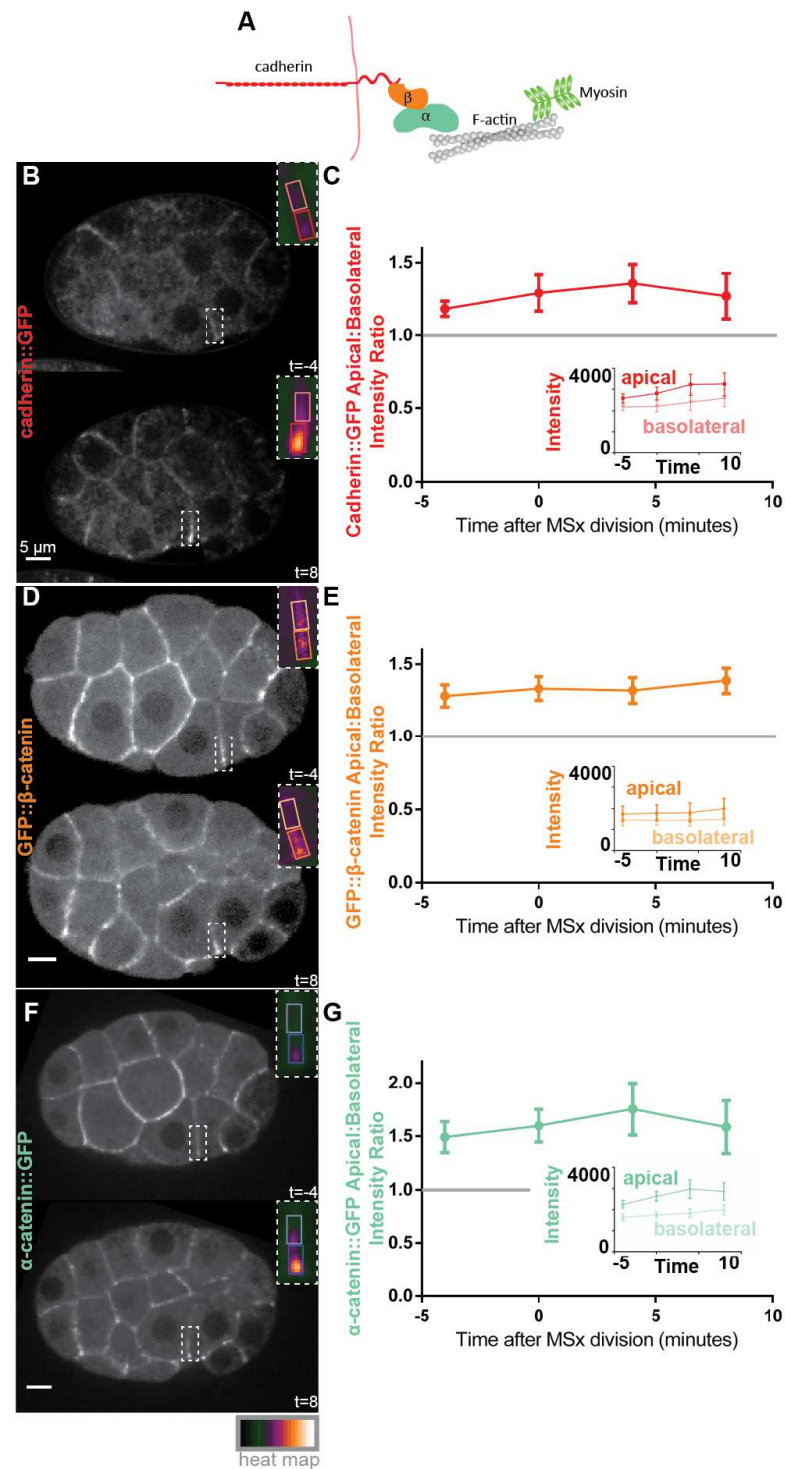 A
cadherin
β
α
F-actin
Myosin
B
cadherin::GFP
t=-4
5 µm
t=8
C
Cadherin::GFP Apical:Basolateral
Intensity Ratio
1.5
1.0
0.5
0.0
-5
0
5
10
Time after MSx division (minutes)
Intensity
4000
0
apical
basolateral
-5
10
Time
D
GFP::β-catenin
t=-4
t=8
E
GFP::β-catenin Apical:Basolateral
Intensity Ratio
1.5
1.0
0.5
0.0
-5
0
5
10
Time after MSx division (minutes)
Intensity
4000
0
apical
basolateral
-5
10
Time
F
α-catenin::GFP
t=-4
t=8
heat map
G
α-catenin::GFP Apical:Basolateral
Intensity Ratio
2.0
1.5
1.0
0.5
0.0
-5
0
5
10
Time after MSx division (minutes)
Intensity
4000
0
apical
basolateral
-5
10
Time